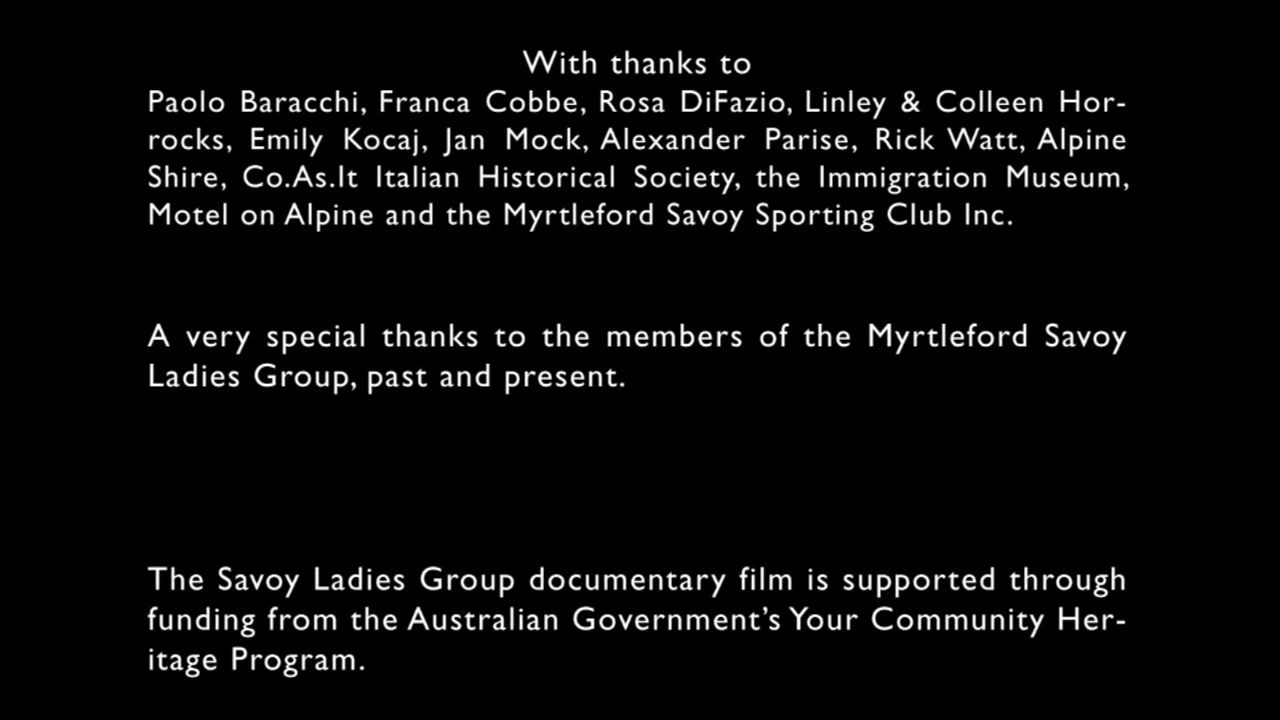 With thanks to
Paolo Baracchi, Franca Cobbe, Rosa DiFazio, Linley & Colleen Hor-
rocks, Emily Kocaj, Jan Mock, Alexander Parise, Rick Watt, Alpine
Shire, Co.As.It Italian Historical Society, the Immigration Museum,
Motel on Alpine and the Myrtleford Savoy Sporting Club Inc.
A very special thanks to the members of the Myrtleford Savoy
Ladies Group, past and present.
The Savoy Ladies Group documentary film is supported through
funding from the Australian Government’s Your Community Her-
itage Program.